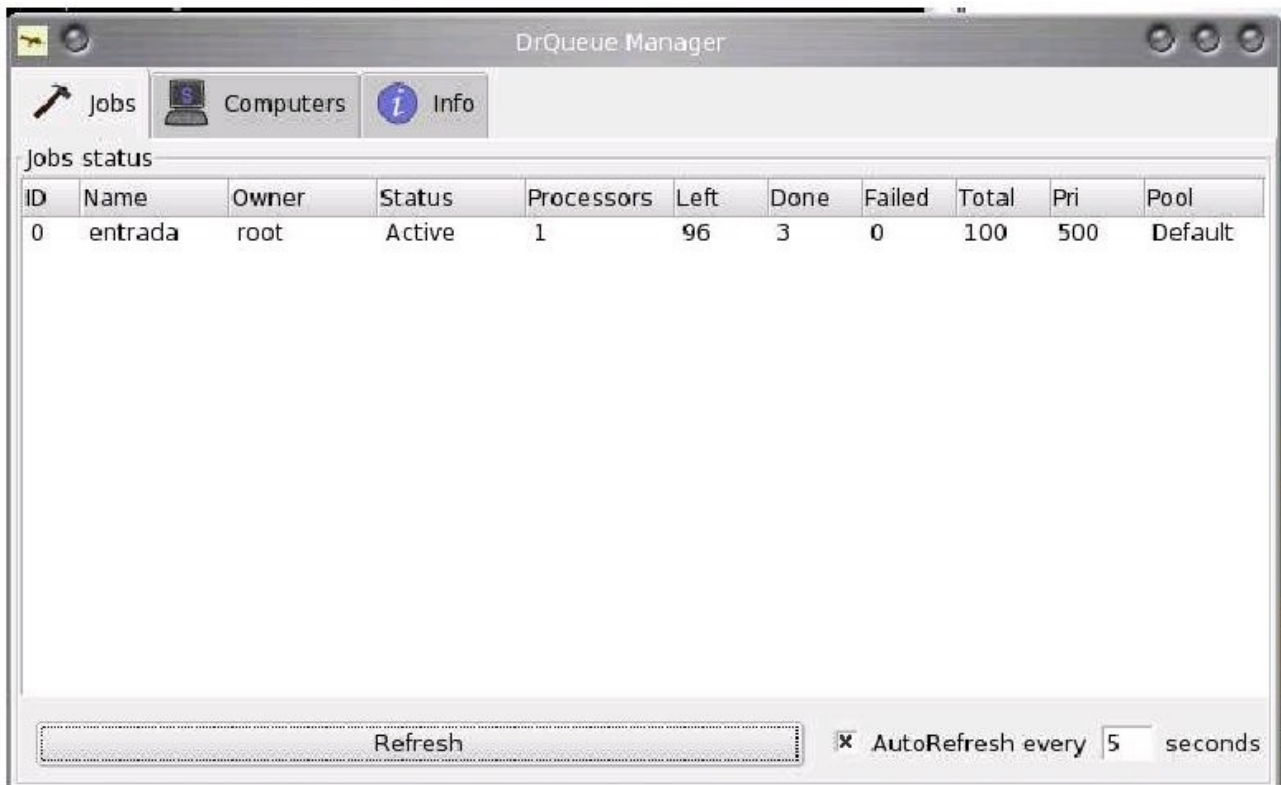 DrQueue Manager
Jobs Computers Info
Jobs status
ID Name Owner Status Processors Left Done Failed Total Pri Pool
0 entrada root Active 1 96 3 0 100 500 Default
Refresh AutoRefresh every 5 seconds